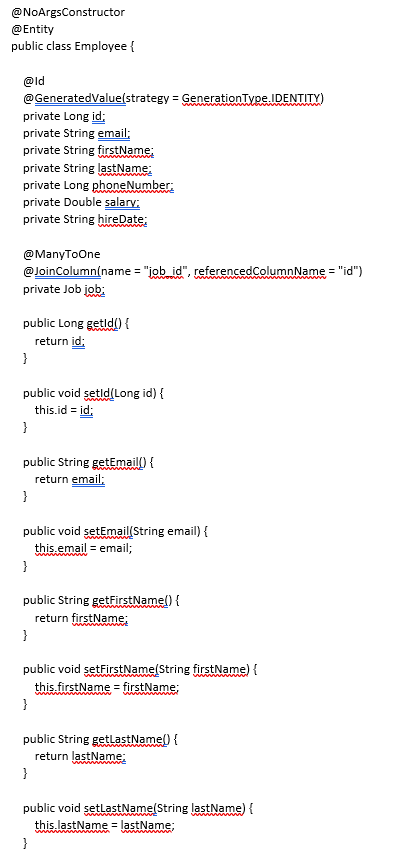 @NoArgsConstructor
@Entity
public class Employee {
@Id
@GeneratedValue(strategy = GenerationType.IDENTITY)
private Long id;
private String email;
private String firstName;
private String lastName;
private Long phoneNumber;
private Double salary;
private String hireDate;
@ManyToOne
@JoinColumn(name = "job_id", referencedColumnName = "id")
private Job job;
public Long getId() {
return id;
}
public void setId(Long id) {
this.id = id;
}
public String getEmail() {
return email;
}
public void setEmail(String email) {
this.email = email;
}
public String getFirstName() {
return firstName;
}
public void setFirstName(String firstName) {
this.firstName = firstName;
}
public String getLastName() {
return lastName;
}
public void setLastName(String lastName) {
this.lastName = lastName;
}